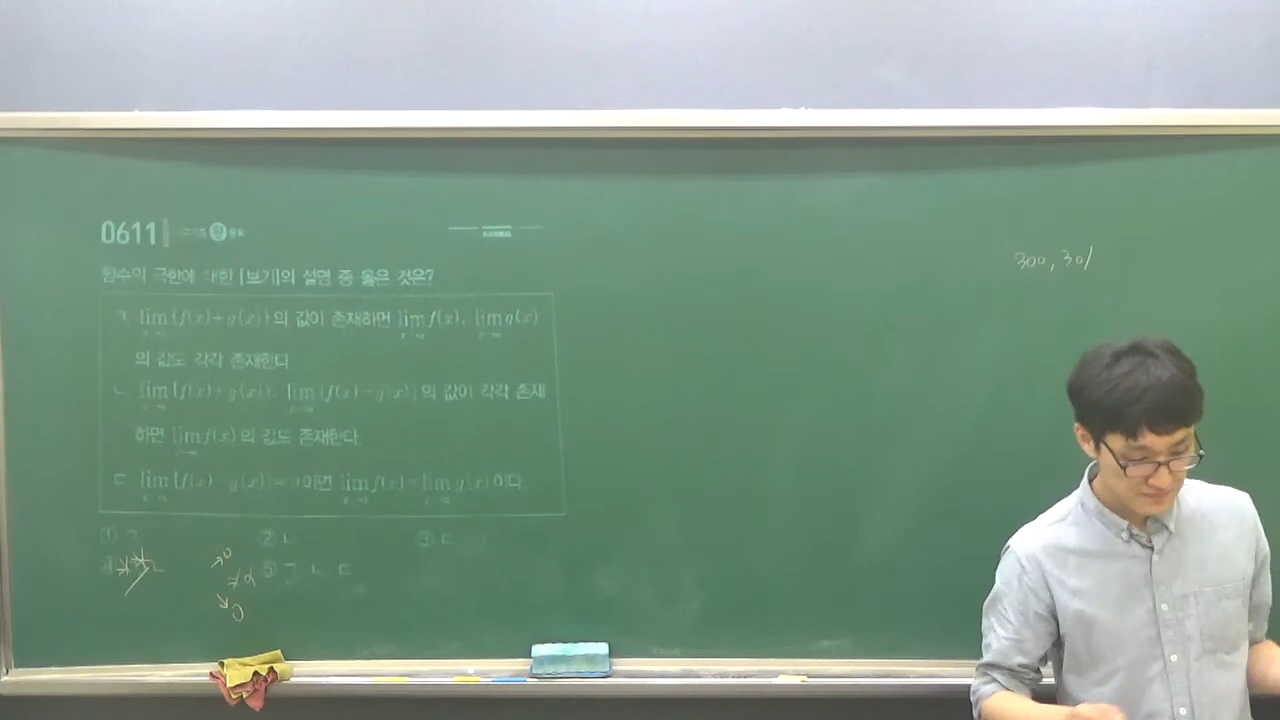 0611
함수의 극한에 대한 [보기]의 설명 중 옳은 것은?
ㄱ. lim {f(x)+g(x)}의 값이 존재하면 lim f(x), lim g(x)
의 값도 각각 존재한다.
ㄴ. lim {f(x)+g(x)}, lim {f(x)-g(x)}의 값이 각각 존재
하면 lim f(x)의 값도 존재한다.
ㄷ. lim {f(x)-g(x)}=0이면 lim f(x)=lim g(x)이다.
① ㄱ ② ㄴ ③ ㄷ
④ ㄴ ⑤ ㄱ ㄴ ㄷ
→0
≠α
↘0
300, 301